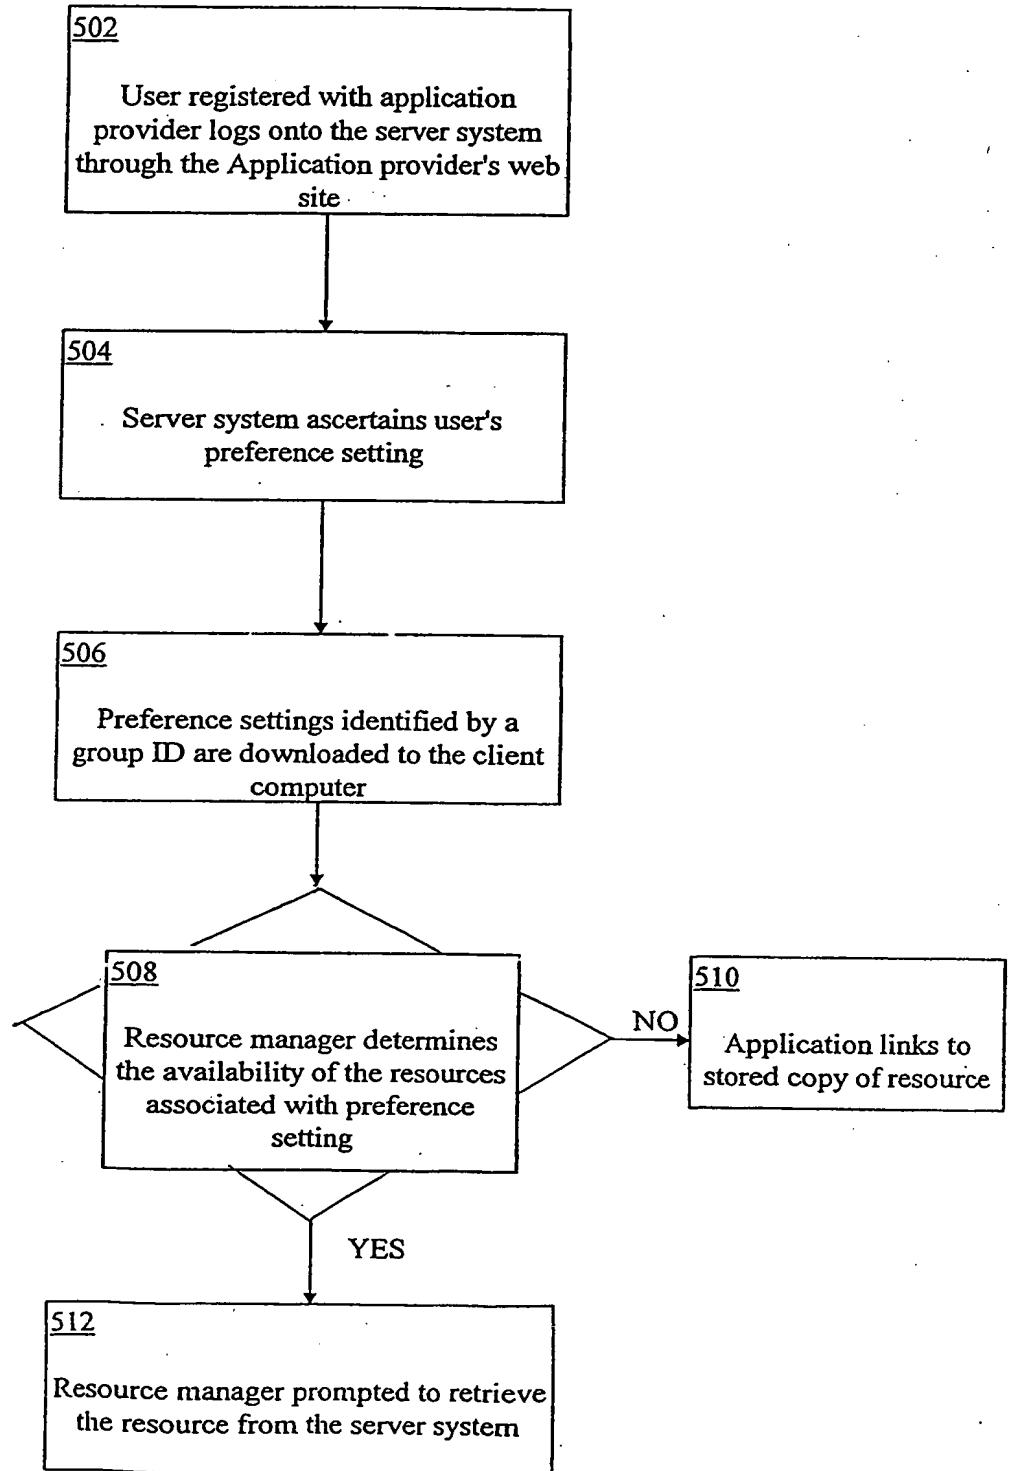 502
User registered with application
provider logs onto the server system
through the Application provider's web
site
504
Server system ascertains user's
preference setting
506
Preference settings identified by a
group ID are downloaded to the client
computer
508
Resource manager determines
the availability of the resources
associated with preference
setting
NO
510
Application links to
stored copy of resource
YES
512
Resource manager prompted to retrieve
the resource from the server system